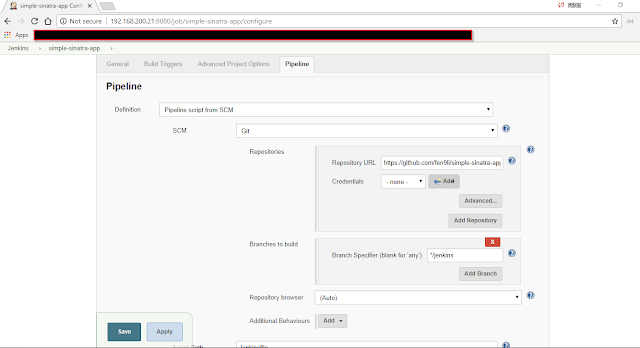 simple-sinatra-app Confi
Not secure | 192.168.200.21:8080/job/simple-sinatra-app/configure
Apps
Jenkins > simple-sinatra-app >
General Build Triggers Advanced Project Options Pipeline
Pipeline
Definition Pipeline script from SCM
SCM Git
Repositories
Repository URL https://github.com/fen9li/simple-sinatra-app
Credentials - none - Add
Advanced...
Add Repository
Branches to build
X
Branch Specifier (blank for 'any') */jenkins
Add Branch
Repository browser (Auto)
Additional Behaviours Add
Save Apply